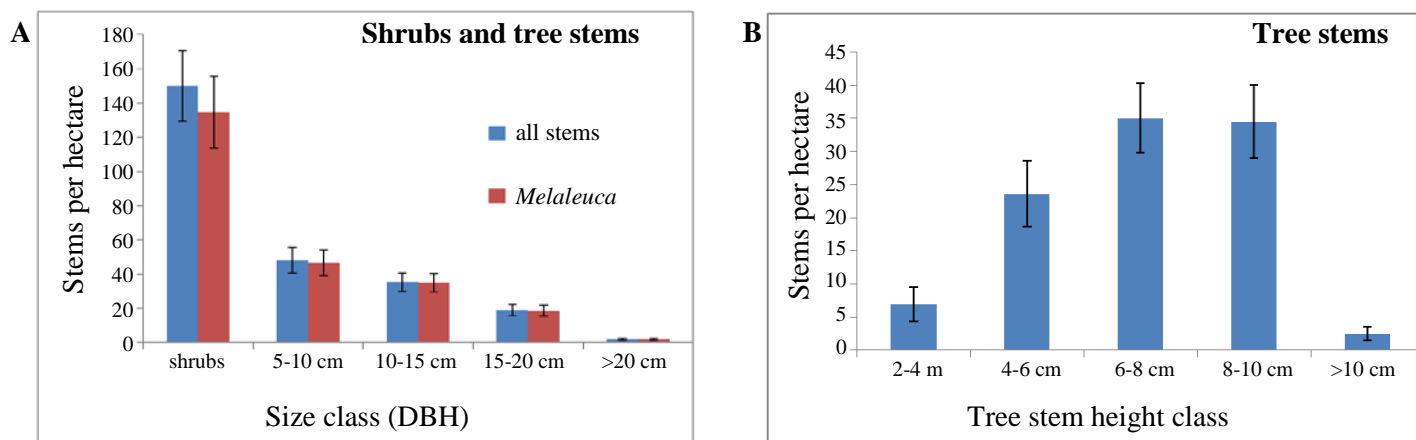 A
Shrubs and tree stems
180
160
140
120
100
80
60
40
20
0
Stems per hectare
all stems
Melaleuca
shrubs 5-10 cm 10-15 cm 15-20 cm >20 cm
Size class (DBH)
B
Tree stems
45
40
35
30
25
20
15
10
5
0
Stems per hectare
2-4 m 4-6 cm 6-8 cm 8-10 cm >10 cm
Tree stem height class